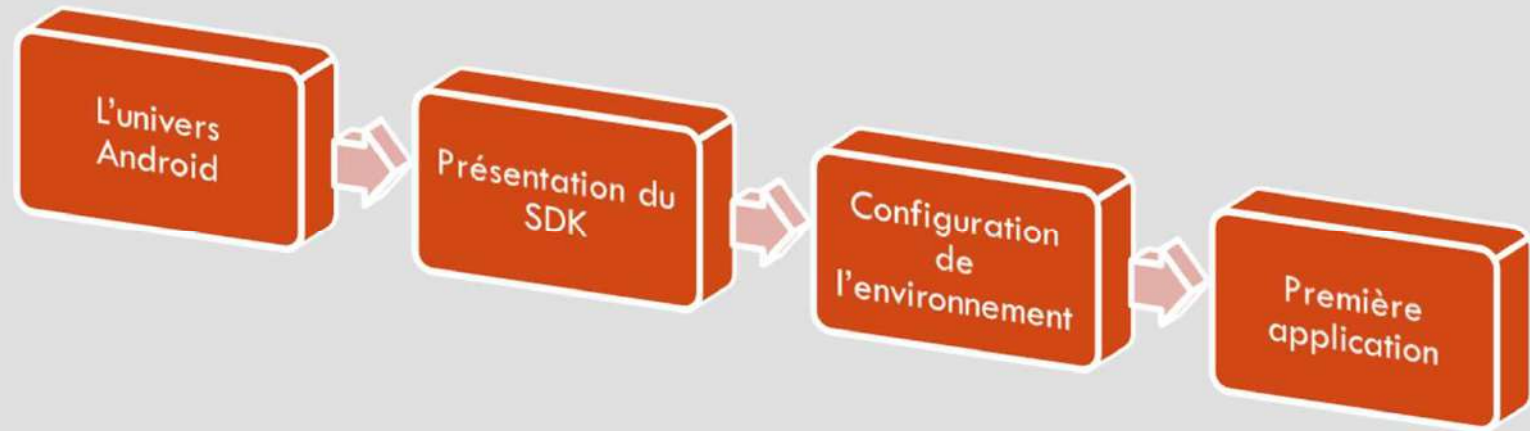 L'univers
Android
Présentation du
SDK
Configuration
de
l'environnement
Première
application